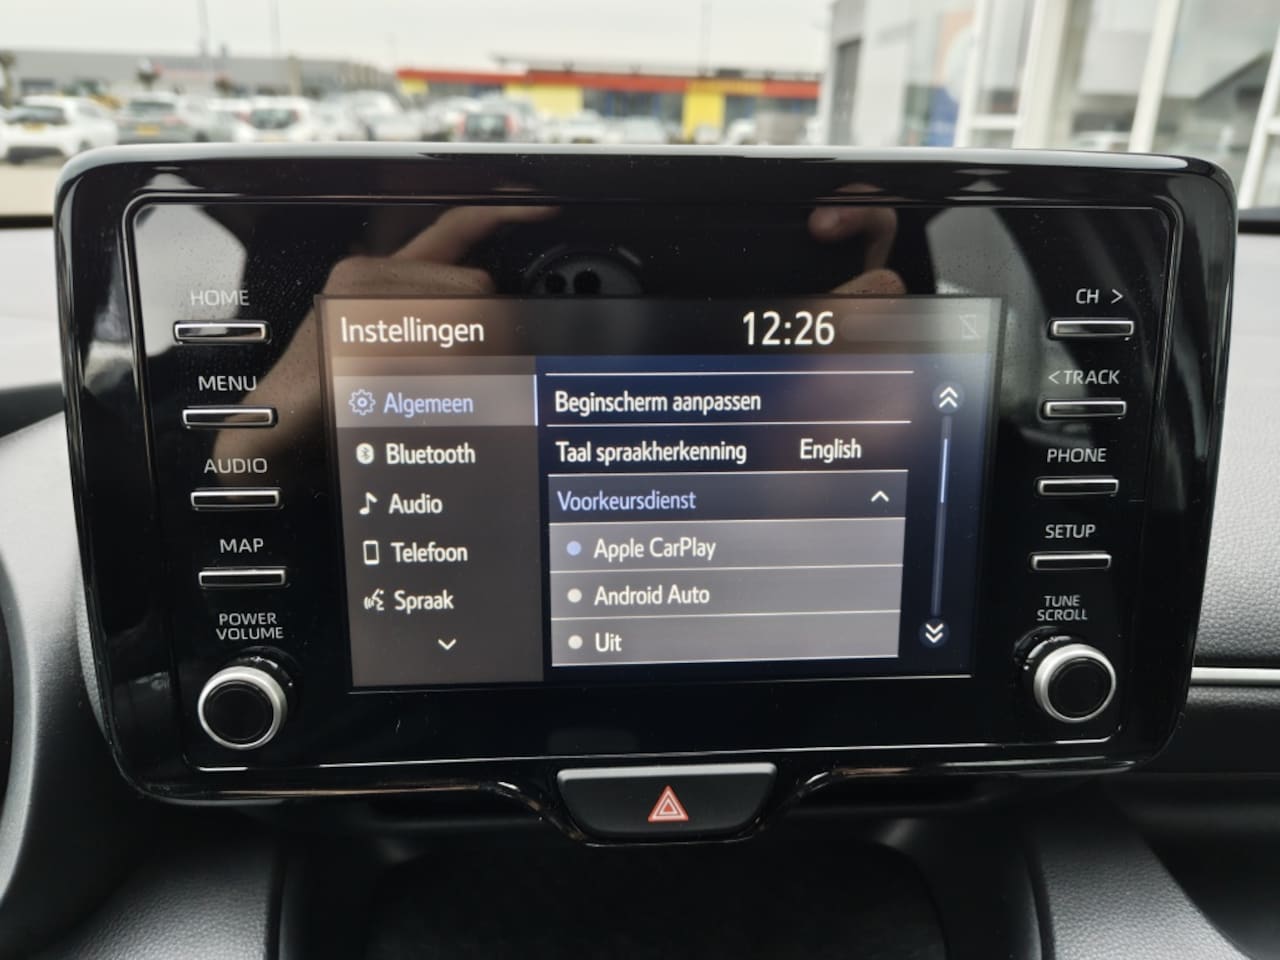 HOME
MENU
AUDIO
MAP
POWER
VOLUME
Instellingen 12:26
Algemeen
Bluetooth
Audio
Telefoon
Spraak
Beginscherm aanpassen
Taal spraakherkenning English
Voorkeursdienst
Apple CarPlay
Android Auto
Uit
CH >
< TRACK
PHONE
SETUP
TUNE
SCROLL